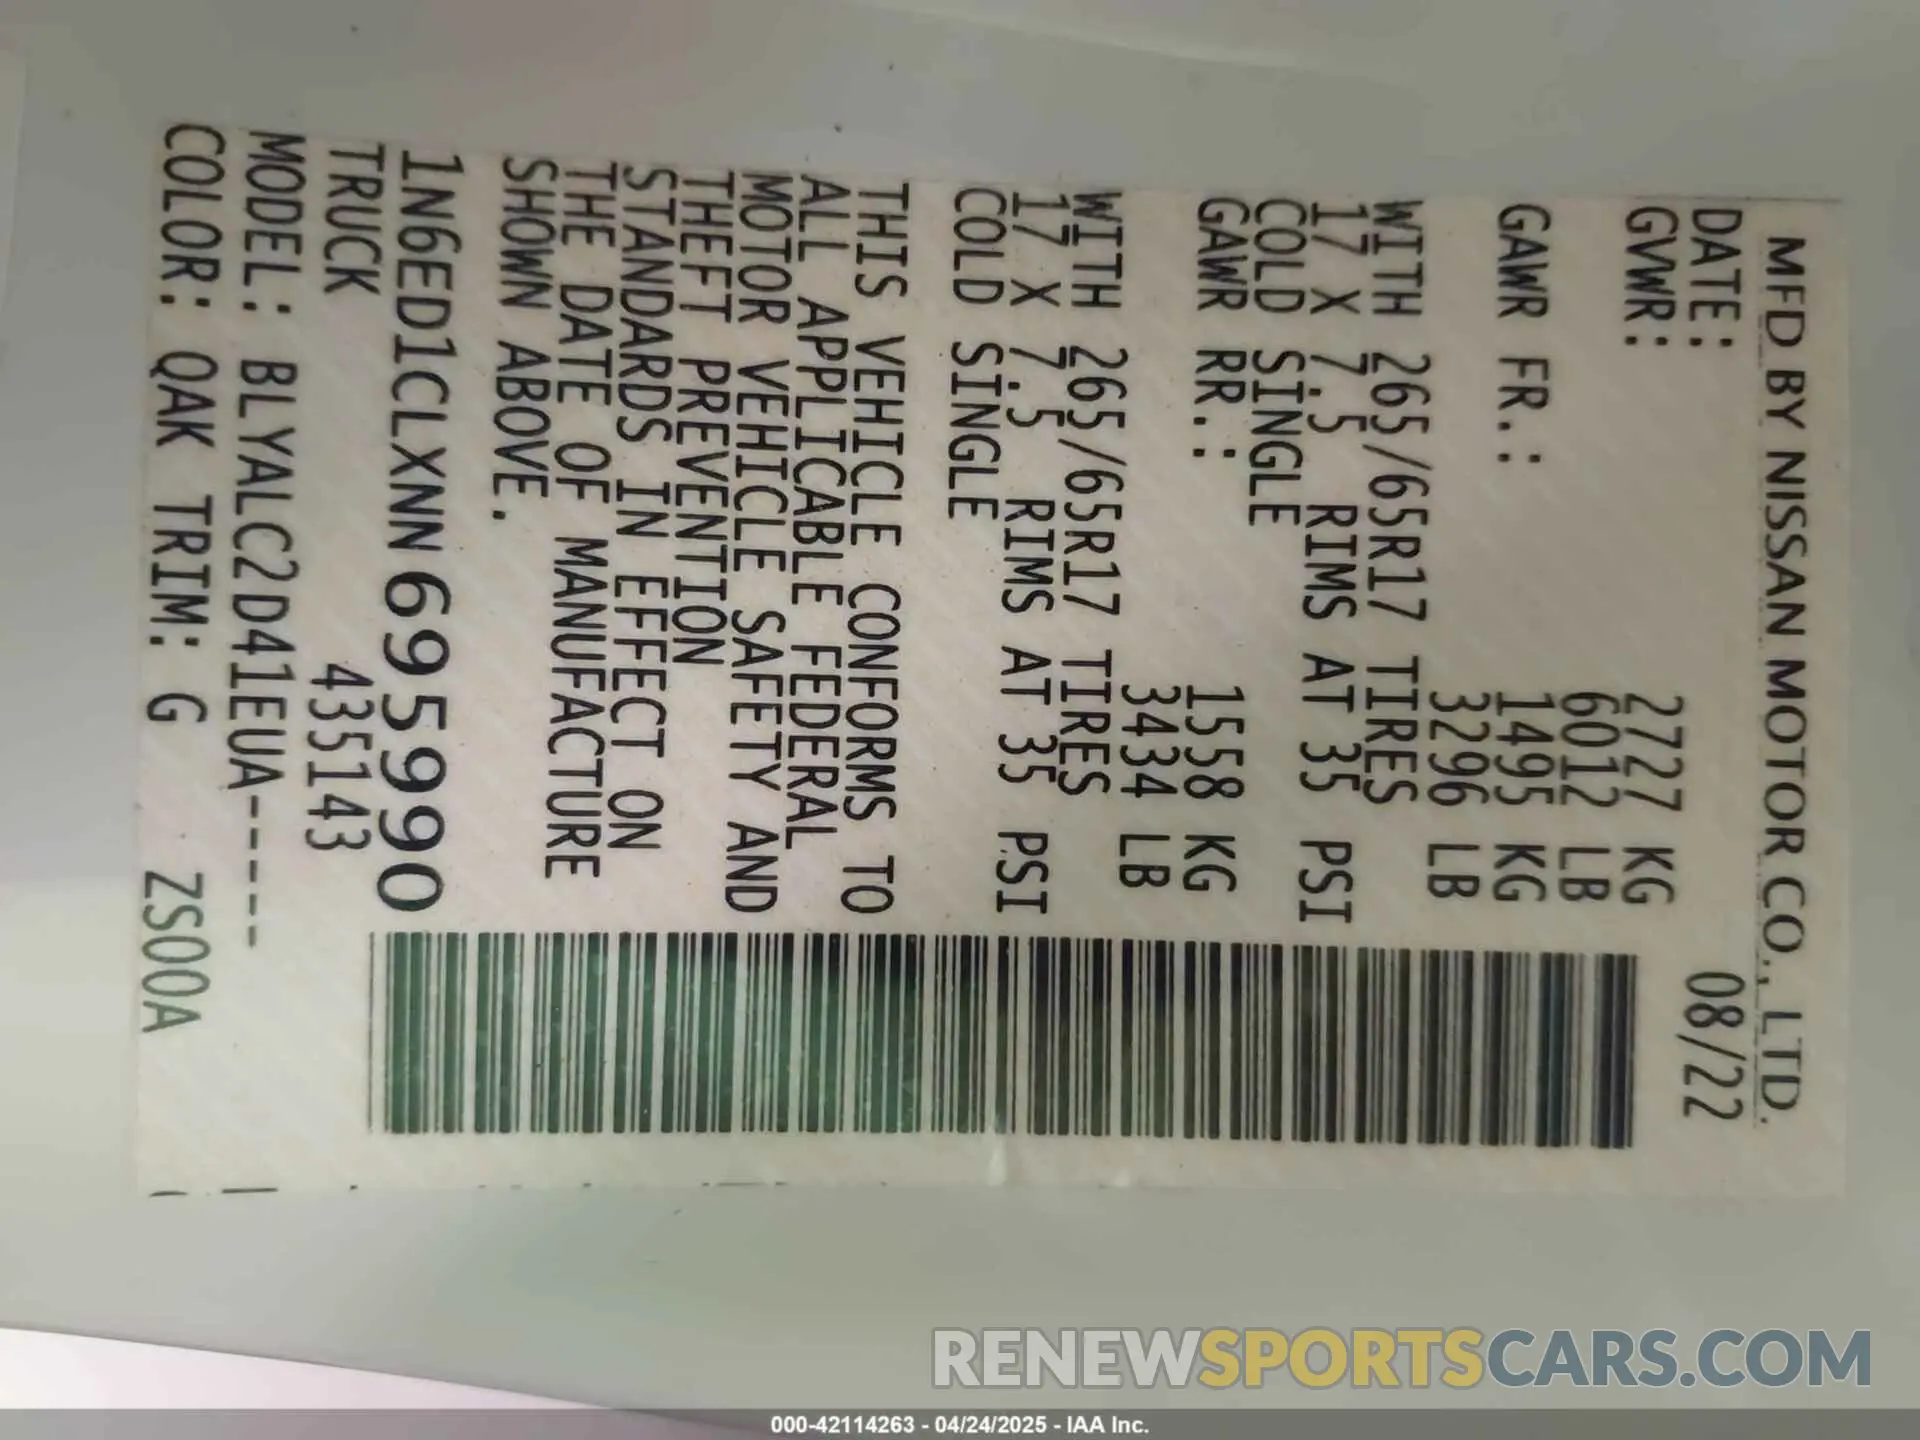 MFD BY NISSAN MOTOR CO., LTD.
DATE: 08/22
GVWR: 2727 KG
6012 LB
GAWR FR.: 1495 KG
3296 LB
WITH 265/65R17 TIRES
17 X 7.5 RIMS AT 35 PSI
COLD SINGLE
GAWR RR.: 1558 KG
3434 LB
WITH 265/65R17 TIRES
17 X 7.5 RIMS AT 35 PSI
COLD SINGLE
THIS VEHICLE CONFORMS TO
ALL APPLICABLE FEDERAL
MOTOR VEHICLE SAFETY AND
THEFT PREVENTION
STANDARDS IN EFFECT ON
THE DATE OF MANUFACTURE
SHOWN ABOVE.
1N6ED1CLXNN695990
TRUCK 435143
MODEL: BLYALC2D41EUA-----
COLOR: QAK TRIM: G ZS00A
RENEWSPORTSCARS.COM
000-42114263 - 04/24/2025 - IAA Inc.